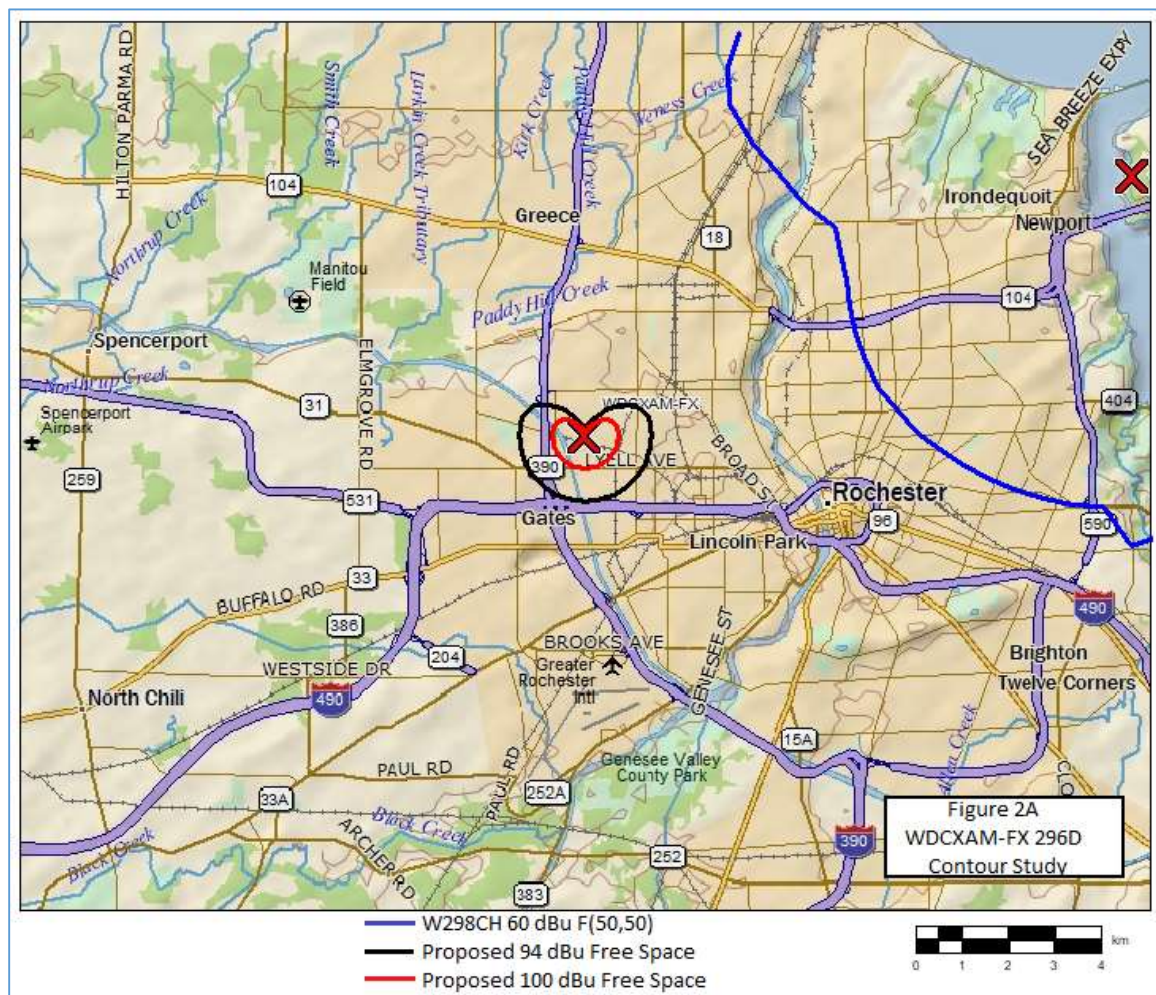 HILTON PARMA RD
Smith Creek
Larkin Creek Tributary
Kirk Creek
Paddy Hill Creek
Veness Creek
SEA BREEZE EXPY
104
Northrup Creek
Greece
18
Irondequoit
Newport
Manitou
Field
Paddy Hill Creek
104
Spencerport
ELMGROVE RD
Northrup Creek
31
WDCXAM-FX
404
Spencerport
Airpark
390
LYELL AVE
BROAD ST
259
531
Gates
Rochester
96
590
Lincoln Park
33
BUFFALO RD
386
490
GENESEE ST
BROOKS AVE
204
Greater
Rochester
Intl
WESTSIDE DR
Brighton
Twelve Corners
North Chili
490
15A
Allen Creek
PAUL RD
PAUL RD
Genesee Valley
County Park
252A
33A
Black Creek
Black Creek
ARCHER RD
390
252
383
CLO
Figure 2A
WDCXAM-FX 296D
Contour Study
W298CH 60 dBu F(50,50)
Proposed 94 dBu Free Space
Proposed 100 dBu Free Space
km
0 1 2 3 4